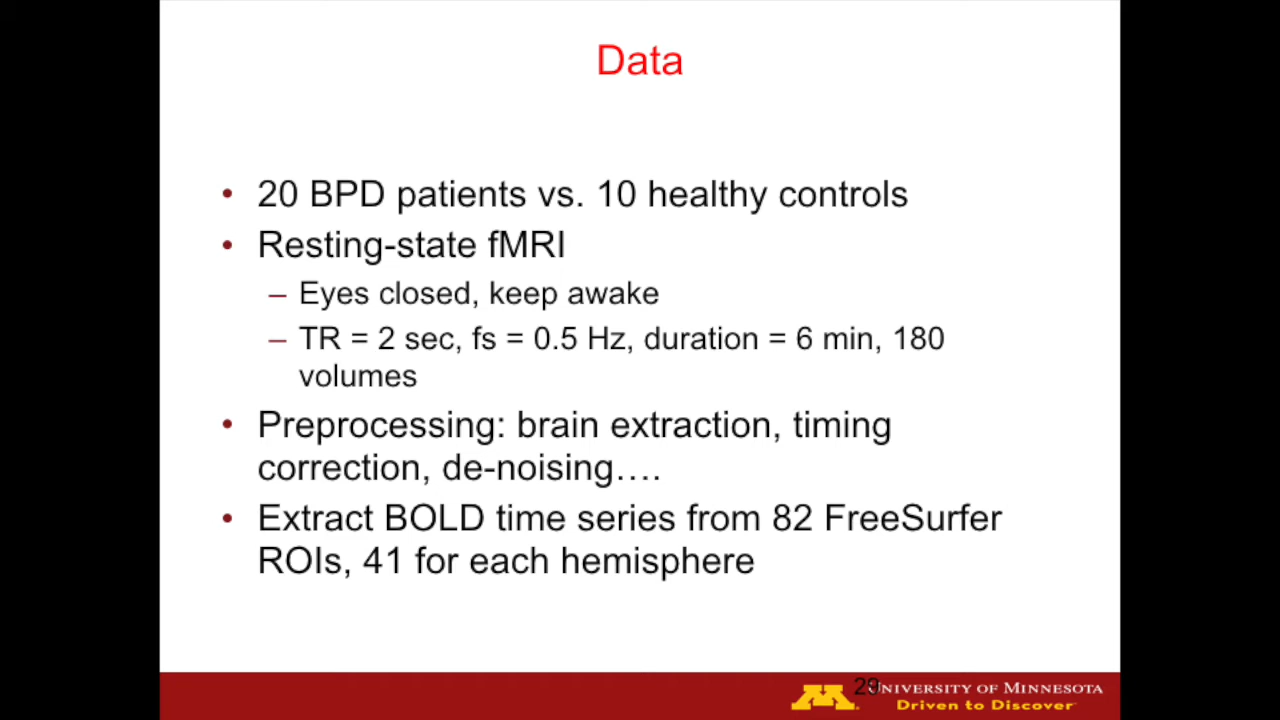 Data
• 20 BPD patients vs. 10 healthy controls
• Resting-state fMRI
– Eyes closed, keep awake
– TR = 2 sec, fs = 0.5 Hz, duration = 6 min, 180
volumes
• Preprocessing: brain extraction, timing
correction, de-noising….
• Extract BOLD time series from 82 FreeSurfer
ROIs, 41 for each hemisphere
UNIVERSITY OF MINNESOTA
Driven to Discover